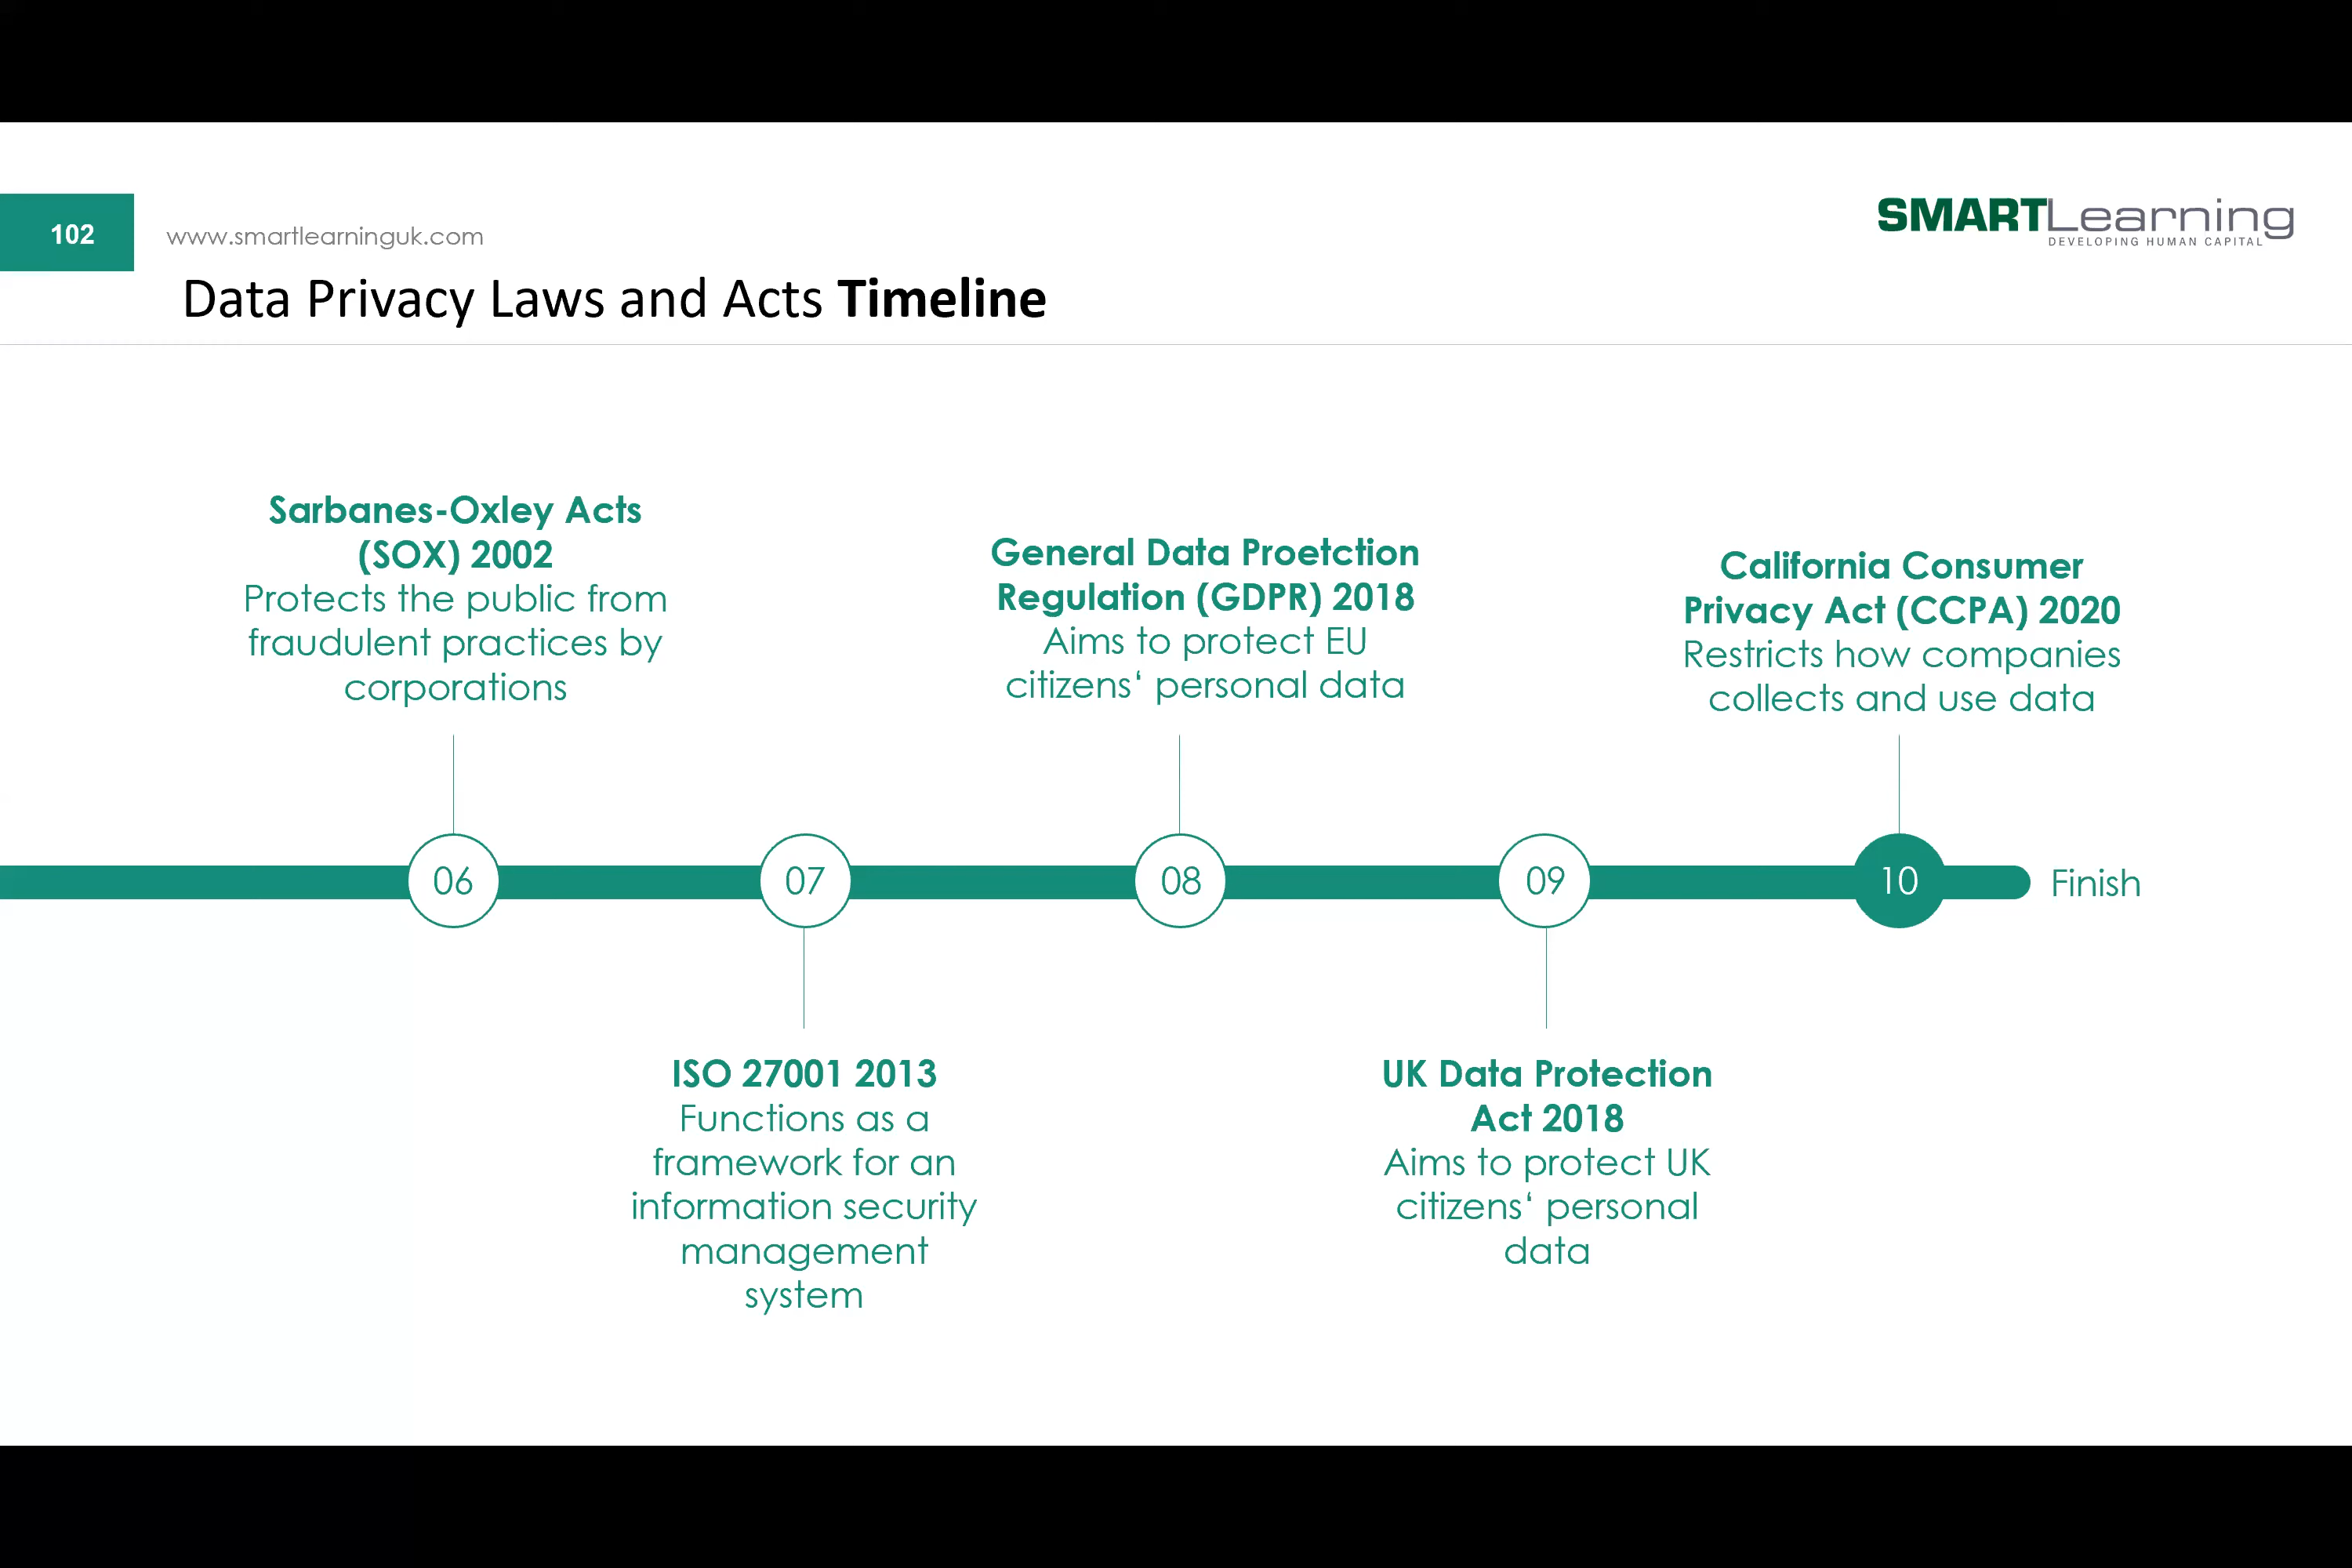 102
www.smartlearninguk.com
SMARTLearning
DEVELOPING HUMAN CAPITAL
Data Privacy Laws and Acts Timeline
Sarbanes-Oxley Acts
(SOX) 2002
Protects the public from
fraudulent practices by
corporations
General Data Proetction
Regulation (GDPR) 2018
Aims to protect EU
citizens‘ personal data
California Consumer
Privacy Act (CCPA) 2020
Restricts how companies
collects and use data
06
07
08
09
10
Finish
ISO 27001 2013
Functions as a
framework for an
information security
management
system
UK Data Protection
Act 2018
Aims to protect UK
citizens‘ personal
data